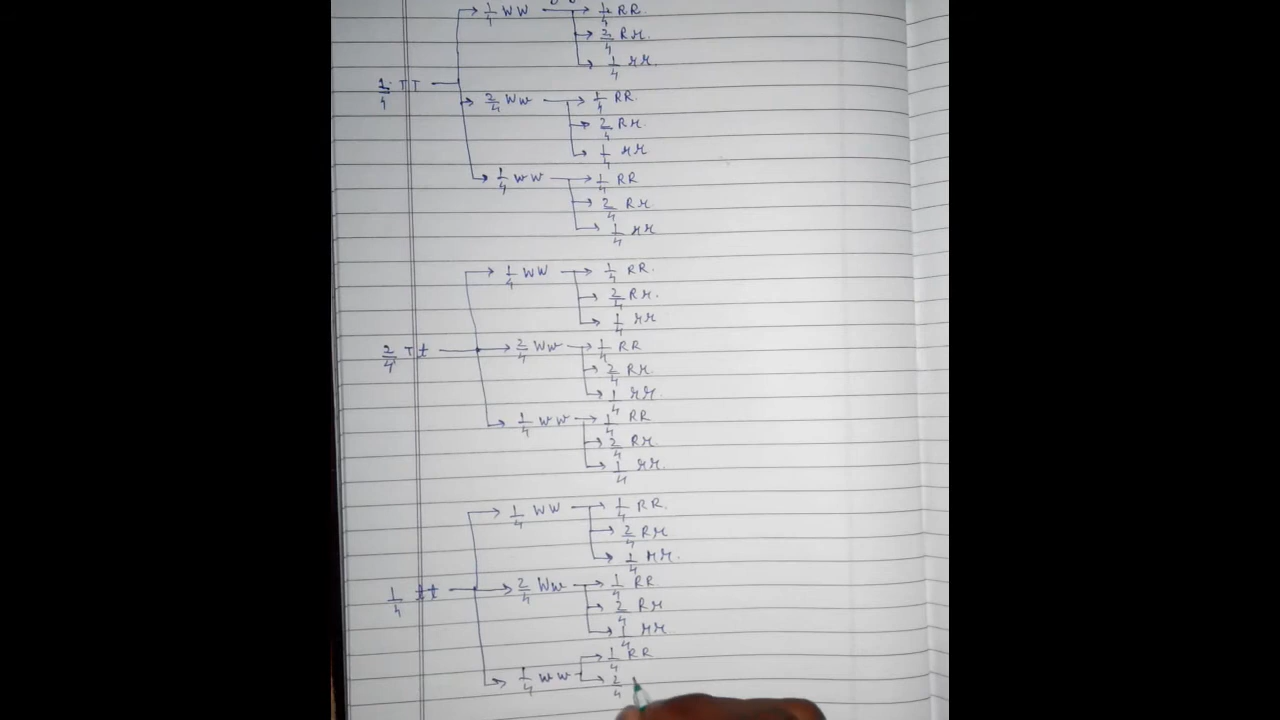 1/4 WW 1/4 RR.
2/4 Rr.
1/4 rr.
1/4 TT
2/4 Ww 1/4 RR.
2/4 Rr.
1/4 rr
1/4 ww 1/4 RR
2/4 Rr.
1/4 rr
1/4 WW 1/4 RR.
2/4 Rr.
1/4 rr
2/4 Tt 2/4 Ww 1/4 RR
2/4 Rr.
1/4 rr.
1/4 ww 1/4 RR
2/4 Rr.
1/4 rr.
1/4 WW 1/4 RR.
2/4 Rr
1/4 rr.
1/4 tt 2/4 Ww 1/4 RR
2/4 Rr
1/4 rr.
1/4 ww 1/4 RR
2/4